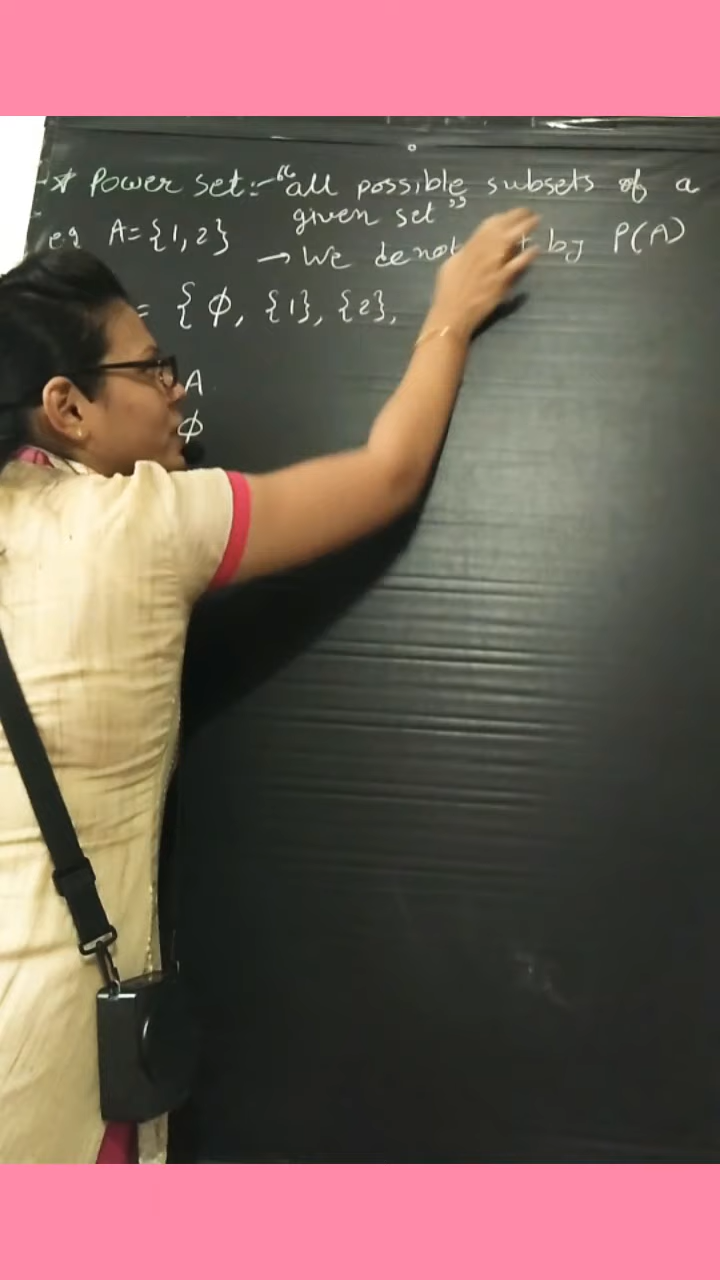 * Power set:- "all possible subsets of a
given set"
eg A={1,2}
→ We denot by P(A)
= {ϕ, {1}, {2},
A
ϕ